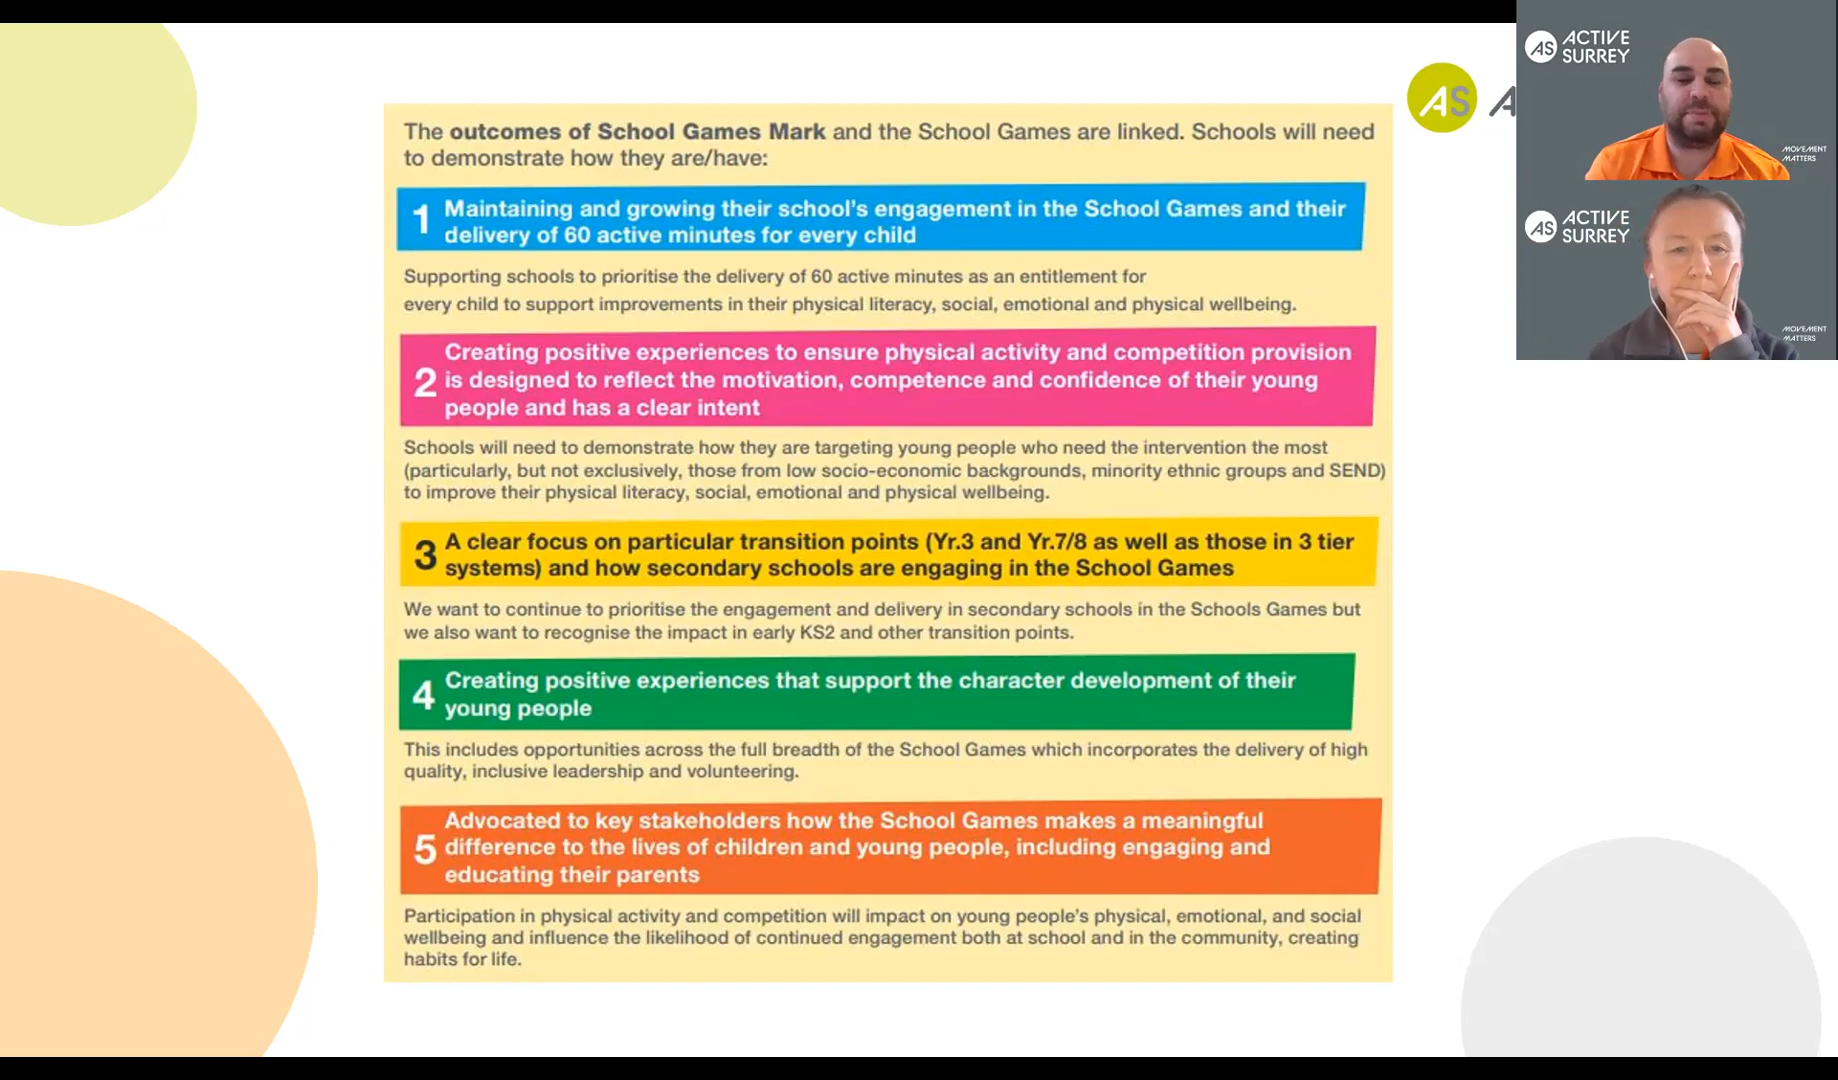 The outcomes of School Games Mark and the School Games are linked. Schools will need
to demonstrate how they are/have:
1 Maintaining and growing their school's engagement in the School Games and their
delivery of 60 active minutes for every child
Supporting schools to prioritise the delivery of 60 active minutes as an entitlement for
every child to support improvements in their physical literacy, social, emotional and physical wellbeing.
2 Creating positive experiences to ensure physical activity and competition provision
is designed to reflect the motivation, competence and confidence of their young
people and has a clear intent
Schools will need to demonstrate how they are targeting young people who need the intervention the most
(particularly, but not exclusively, those from low socio-economic backgrounds, minority ethnic groups and SEND)
to improve their physical literacy, social, emotional and physical wellbeing.
3 A clear focus on particular transition points (Yr.3 and Yr.7/8 as well as those in 3 tier
systems) and how secondary schools are engaging in the School Games
We want to continue to prioritise the engagement and delivery in secondary schools in the Schools Games but
we also want to recognise the impact in early KS2 and other transition points.
4 Creating positive experiences that support the character development of their
young people
This includes opportunities across the full breadth of the School Games which incorporates the delivery of high
quality, inclusive leadership and volunteering.
5 Advocated to key stakeholders how the School Games makes a meaningful
difference to the lives of children and young people, including engaging and
educating their parents
Participation in physical activity and competition will impact on young people's physical, emotional, and social
wellbeing and influence the likelihood of continued engagement both at school and in the community, creating
habits for life.
AS A
AS ACTIVE
SURREY
MOVEMENT
MATTERS
AS ACTIVE
SURREY
MOVEMENT
MATTERS